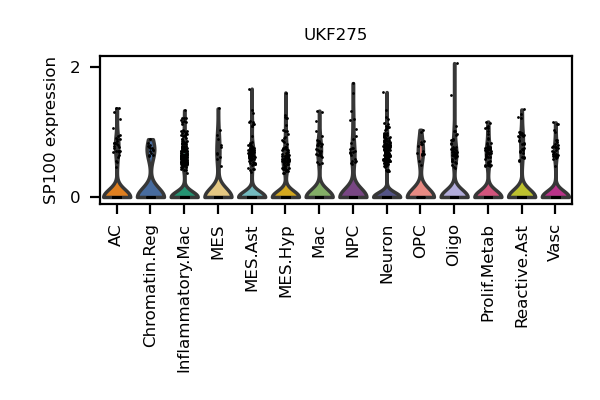 UKF275
SP100 expression
2
0
AC
Chromatin.Reg
Inflammatory.Mac
MES
MES.Ast
MES.Hyp
Mac
NPC
Neuron
OPC
Oligo
Prolif.Metab
Reactive.Ast
Vasc